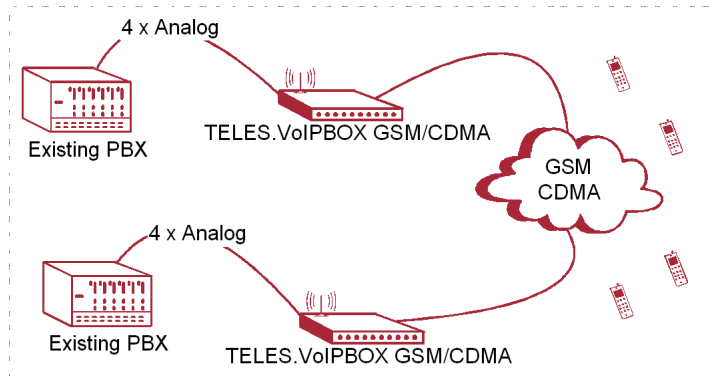 4 x Analog
TELES.VoIPBOX GSM/CDMA
Existing PBX
GSM
CDMA
4 x Analog
Existing PBX
TELES.VoIPBOX GSM/CDMA